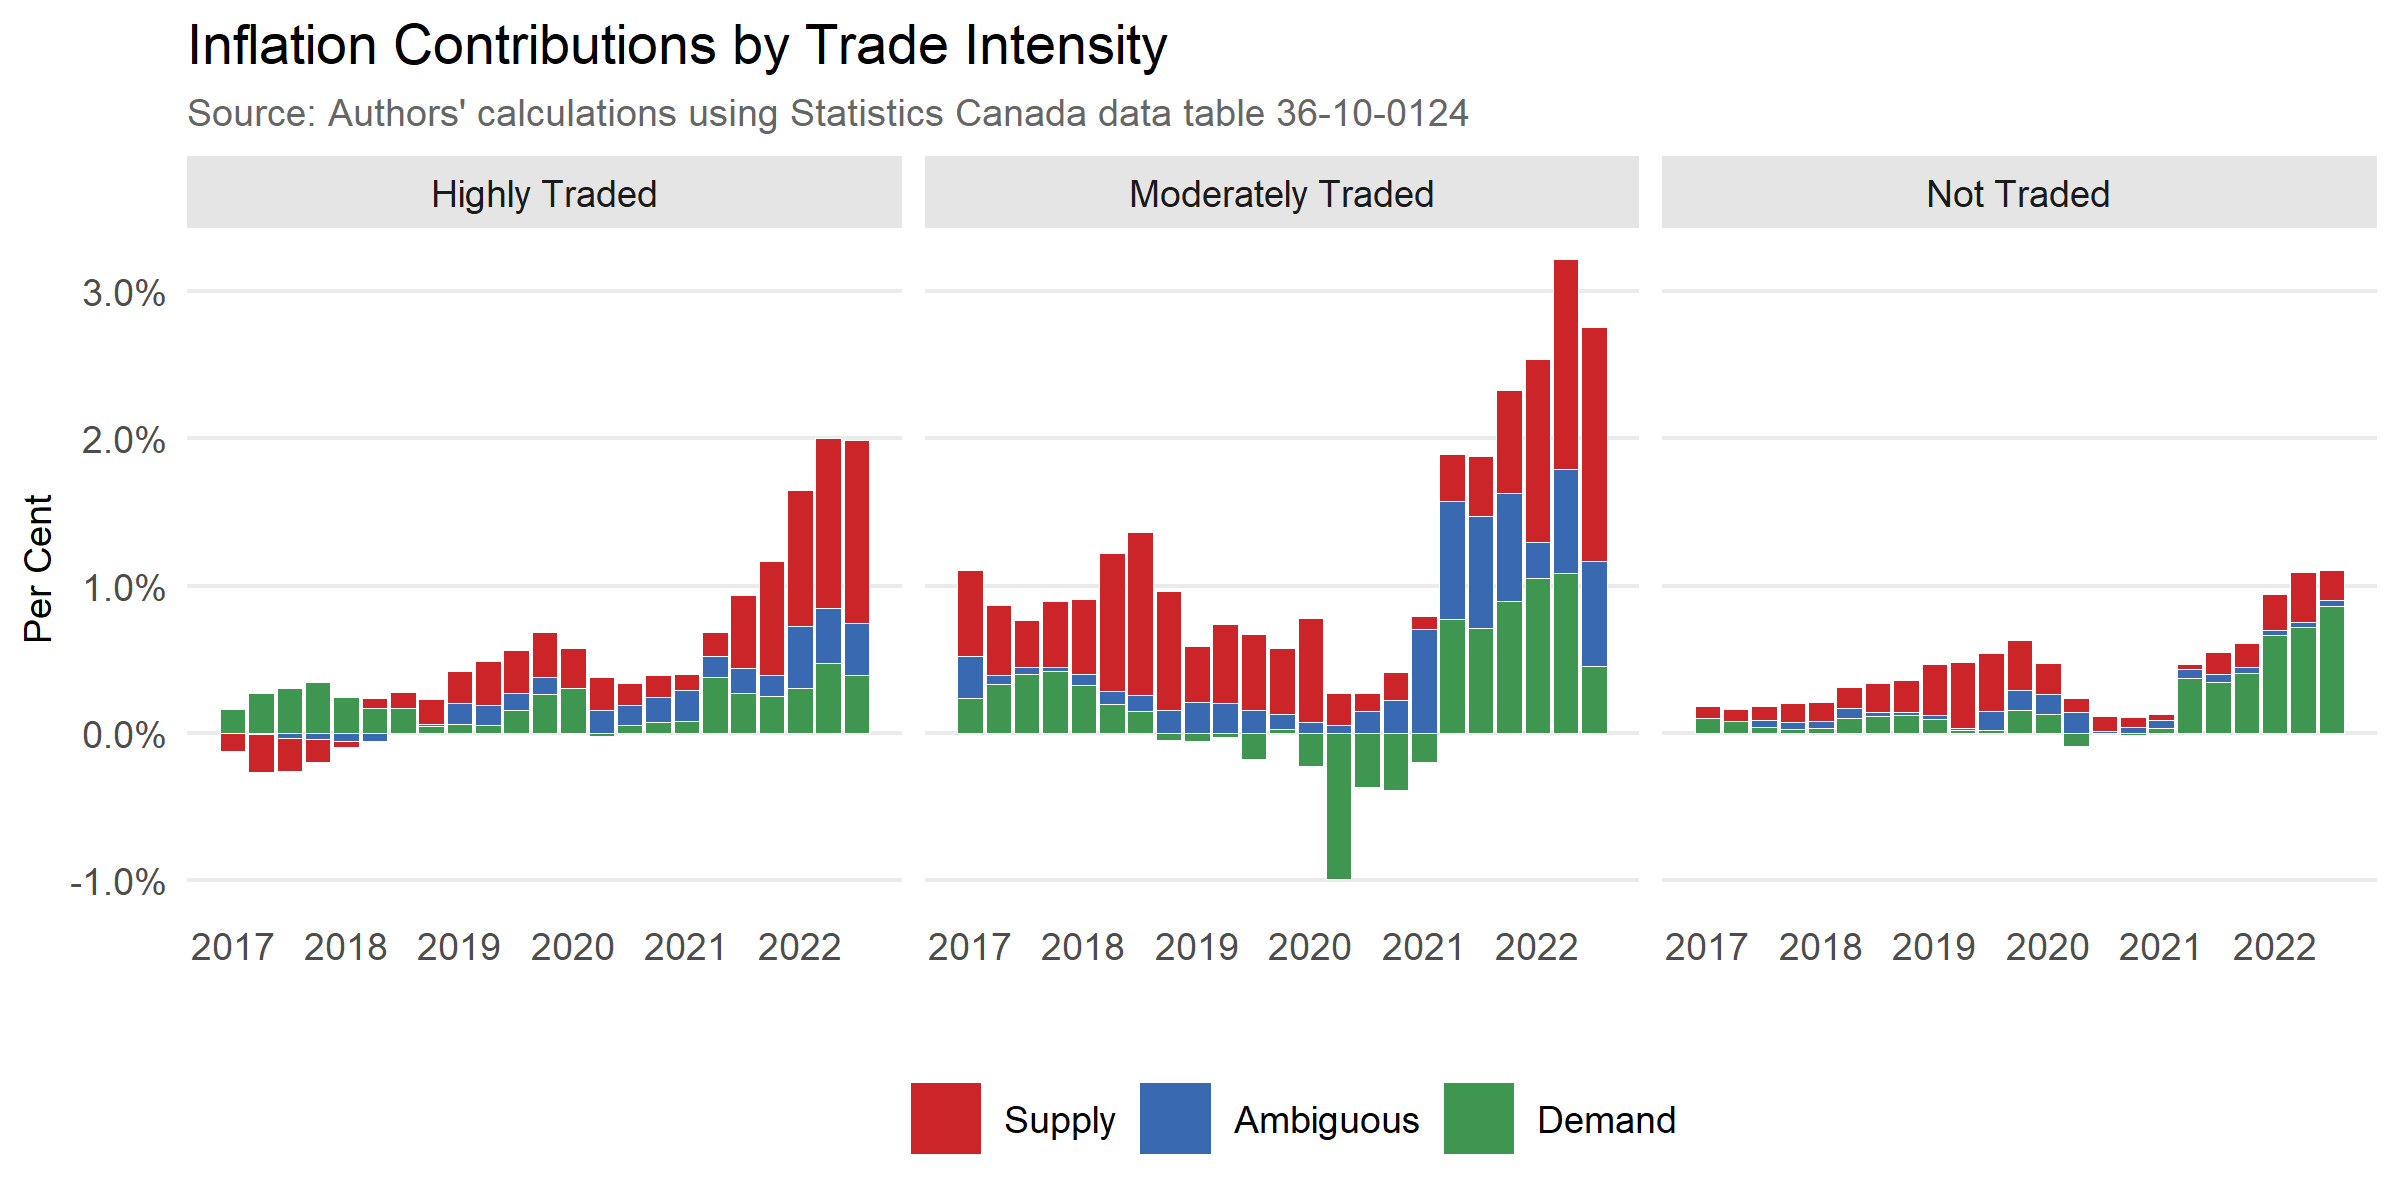 Inflation Contributions by Trade Intensity
Source: Authors' calculations using Statistics Canada data table 36-10-0124
Highly Traded Moderately Traded Not Traded
3.0%
2.0%
1.0%
0.0%
-1.0%
Per Cent
2017 2018 2019 2020 2021 2022 2017 2018 2019 2020 2021 2022 2017 2018 2019 2020 2021 2022
Supply Ambiguous Demand